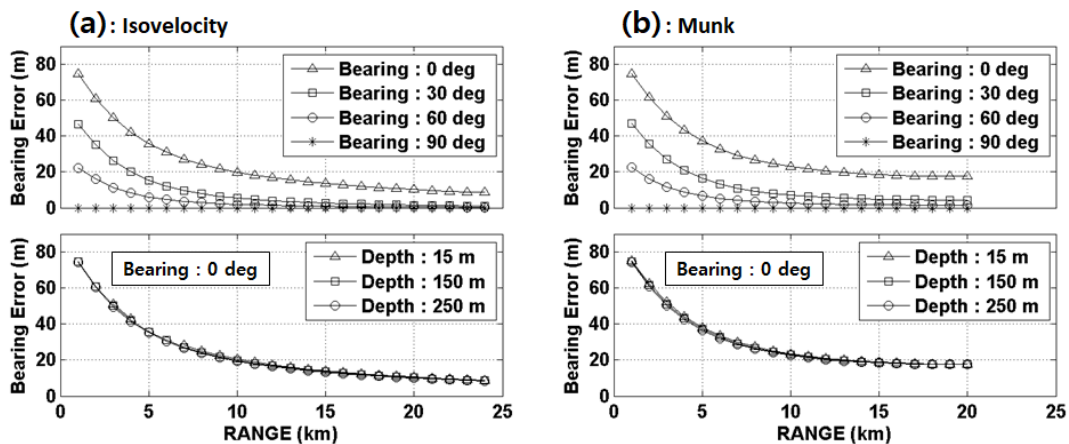 (a) : Isovelocity
Bearing Error (m)
80
60
40
20
0
Bearing : 0 deg
Bearing : 30 deg
Bearing : 60 deg
Bearing : 90 deg
Bearing Error (m)
80
60
40
20
0
Bearing : 0 deg
Depth : 15 m
Depth : 150 m
Depth : 250 m
0 5 10 15 20 25
RANGE (km)
(b) : Munk
Bearing Error (m)
80
60
40
20
0
Bearing : 0 deg
Bearing : 30 deg
Bearing : 60 deg
Bearing : 90 deg
Bearing Error (m)
80
60
40
20
0
Bearing : 0 deg
Depth : 15 m
Depth : 150 m
Depth : 250 m
0 5 10 15 20 25
RANGE (km)